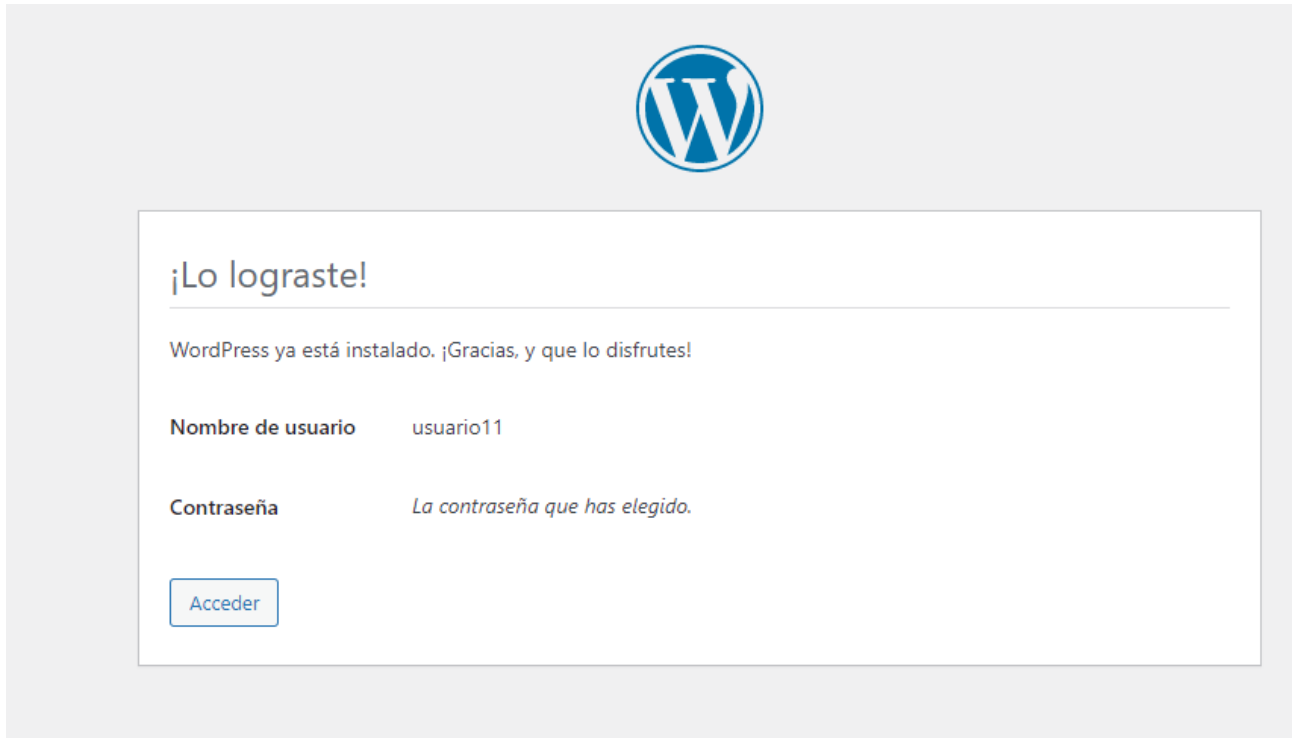 ¡Lo lograste!
WordPress ya está instalado. ¡Gracias, y que lo disfrutes!
Nombre de usuario usuario11
Contraseña La contraseña que has elegido.
Acceder